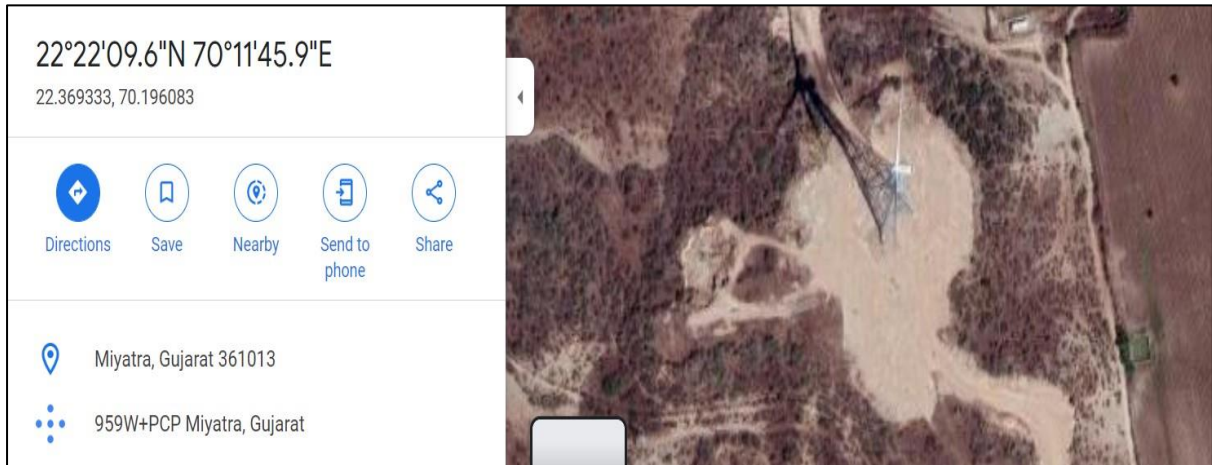 22°22'09.6"N 70°11'45.9"E
22.369333, 70.196083
Directions
Save
Nearby
Send to
phone
Share
Miyatra, Gujarat 361013
959W+PCP Miyatra, Gujarat